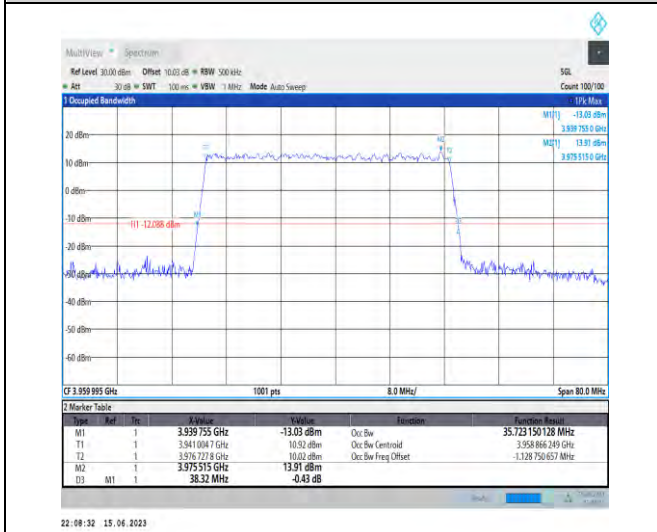 MultiView Spectrum
Ref Level 30.00 dBm Offset 10.03 dB RBW 500 kHz SGL
Att 30 dB SWT 100 ms VBW 1 MHz Mode Auto Sweep Count 100/100
1 Occupied Bandwidth 1Pk Max
M1[1] -13.03 dBm
3.939 755 0 GHz
M2[1] 13.91 dBm
3.975 515 0 GHz
20 dBm
M2
T1
T2
10 dBm
0 dBm
-10 dBm
M1
H1 -12.088 dBm
-20 dBm
-30 dBm
-40 dBm
-50 dBm
-60 dBm
CF 3.959 995 GHz 1001 pts 8.0 MHz/ Span 80.0 MHz
2 Marker Table
Type Ref Trc X-Value Y-Value Function Function Result
M1 1 3.939 755 GHz -13.03 dBm Occ Bw 35.723 150 128 MHz
T1 1 3.941 004 7 GHz 10.92 dBm Occ Bw Centroid 3.958 866 249 GHz
T2 1 3.976 727 8 GHz 10.02 dBm Occ Bw Freq Offset -1.128 750 657 MHz
M2 1 3.975 515 GHz 13.91 dBm
D3 M1 1 38.32 MHz -0.43 dB
22:08:32 15.06.2023